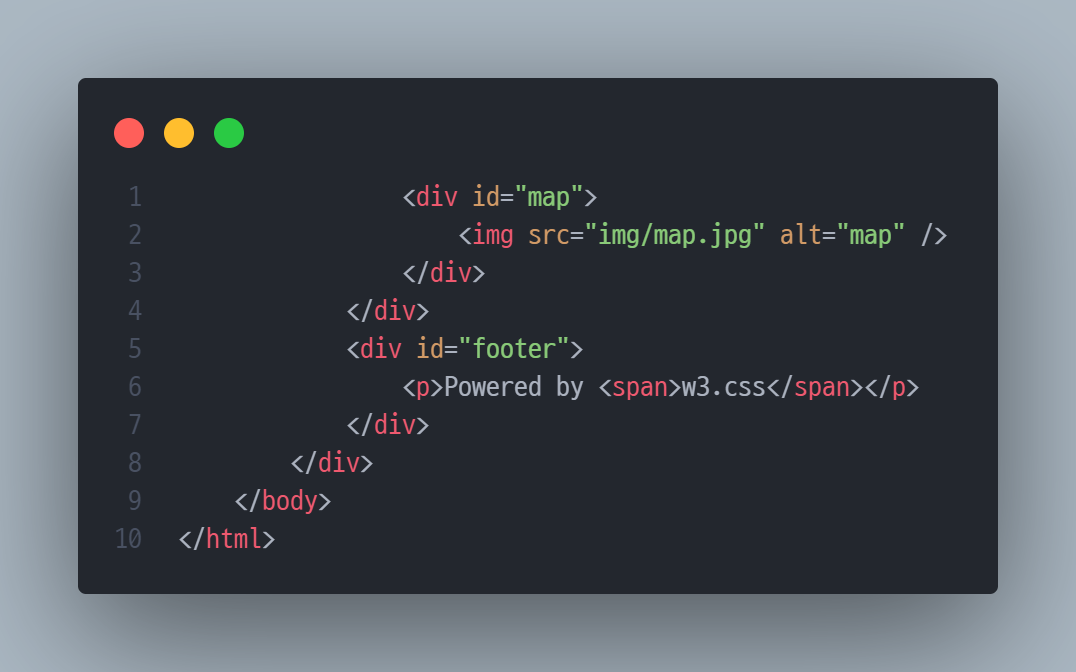 1                <div id="map">
2                    <img src="img/map.jpg" alt="map" />
3                </div>
4            </div>
5            <div id="footer">
6                <p>Powered by <span>w3.css</span></p>
7            </div>
8        </div>
9    </body>
10 </html>